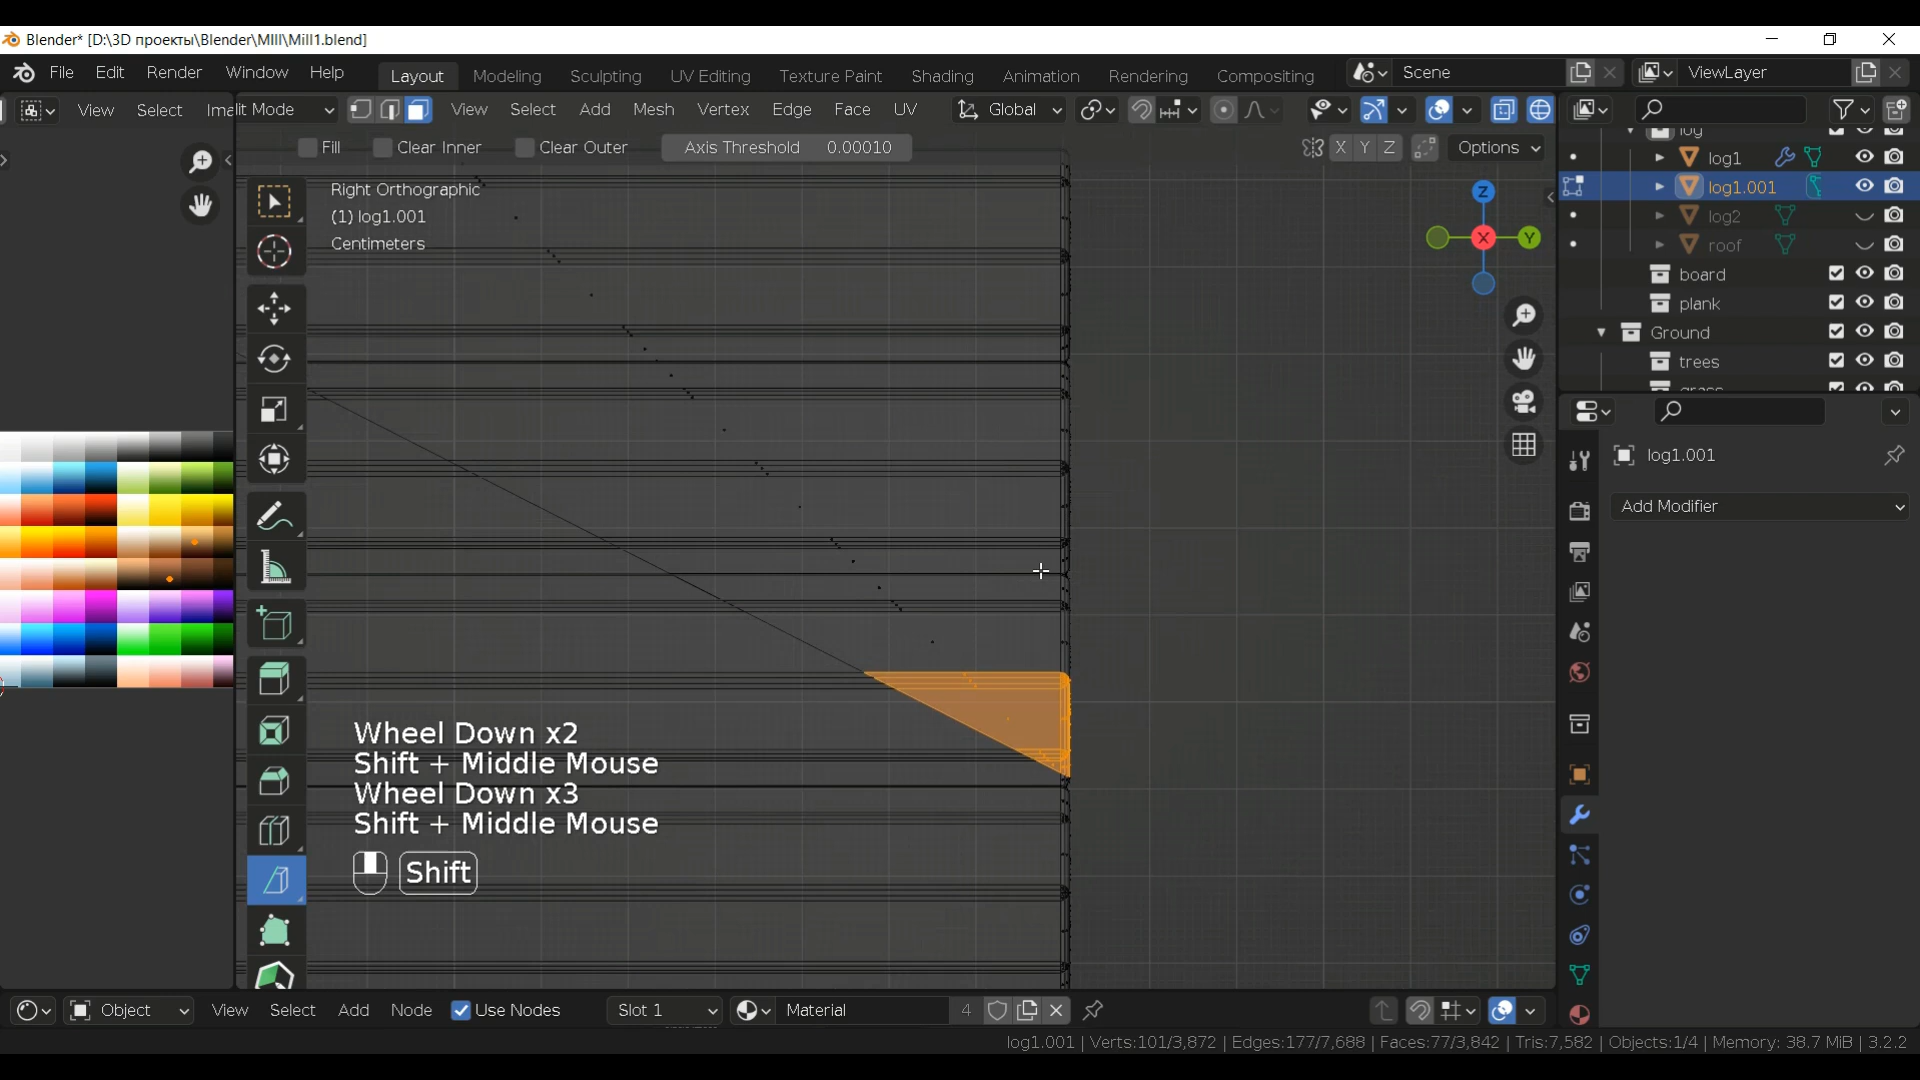 Blender* [D:\3D проекты\Blender\MIll\Mill1.blend]
File Edit Render Window Help Layout Modeling Sculpting UV Editing Texture Paint Shading Animation Rendering Compositing Scene ViewLayer
View Select Ima it Mode View Select Add Mesh Vertex Edge Face UV Global
Fill Clear Inner Clear Outer Axis Threshold 0.00010 X Y Z Options
Right Orthographic
(1) log1.001
Centimeters
Z
X
Y
log
log1
log1.001
log2
roof
board
plank
Ground
trees
grass
log1.001
Add Modifier
Wheel Down x2
Shift + Middle Mouse
Wheel Down x3
Shift + Middle Mouse
Shift
Object View Select Add Node Use Nodes Slot 1 Material 4
log1.001 | Verts:101/3,872 | Edges:177/7,688 | Faces:77/3,842 | Tris:7,582 | Objects:1/4 | Memory: 38.7 MiB | 3.2.2